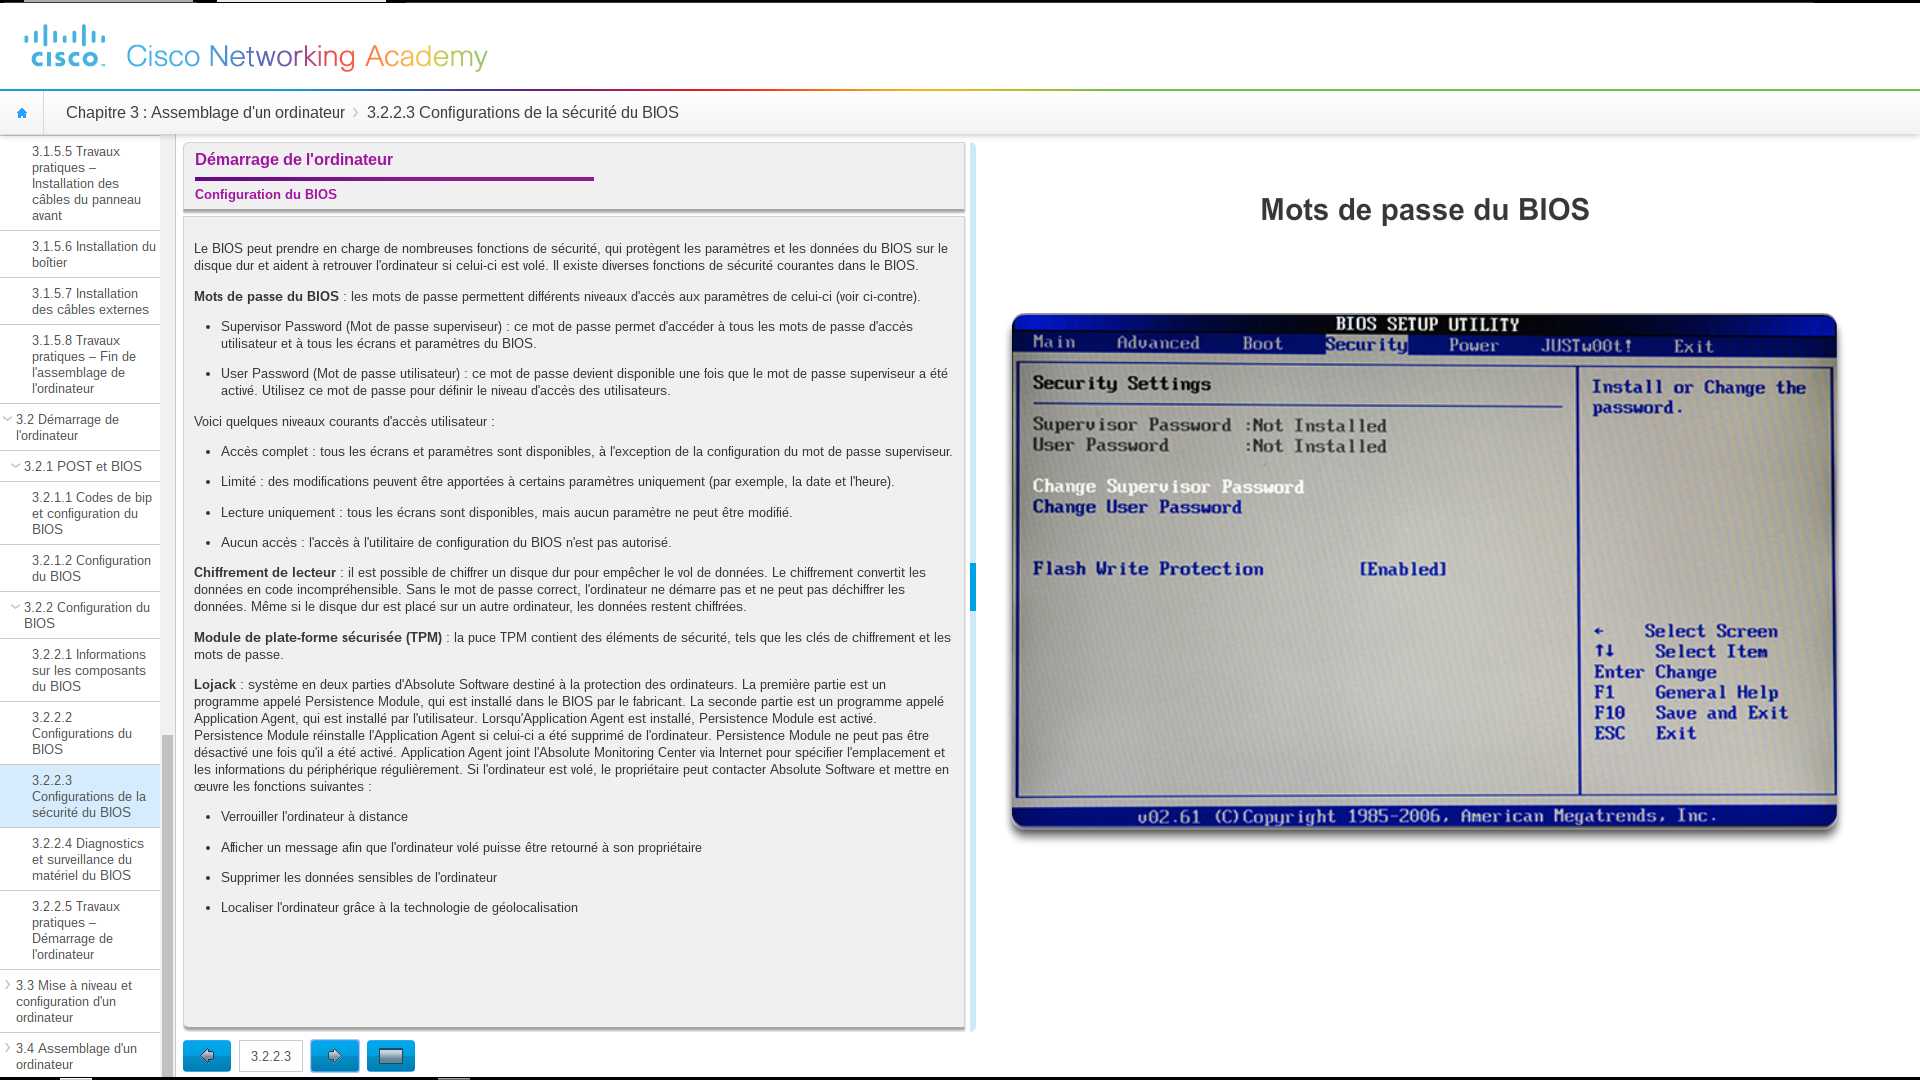 CISCO
Cisco Networking Academy
Chapitre 3 : Assemblage d'un ordinateur > 3.2.2.3 Configurations de la sécurité du BIOS
3.1.5.5 Travaux
pratiques –
Installation des
câbles du panneau
avant
3.1.5.6 Installation du
boîtier
3.1.5.7 Installation
des câbles externes
3.1.5.8 Travaux
pratiques – Fin de
l'assemblage de
l'ordinateur
3.2 Démarrage de
l'ordinateur
3.2.1 POST et BIOS
3.2.1.1 Codes de bip
et configuration du
BIOS
3.2.1.2 Configuration
du BIOS
3.2.2 Configuration du
BIOS
3.2.2.1 Informations
sur les composants
du BIOS
3.2.2.2
Configurations du
BIOS
3.2.2.3
Configurations de la
sécurité du BIOS
3.2.2.4 Diagnostics
et surveillance du
matériel du BIOS
3.2.2.5 Travaux
pratiques –
Démarrage de
l'ordinateur
3.3 Mise à niveau et
configuration d'un
ordinateur
3.4 Assemblage d'un
ordinateur
Démarrage de l'ordinateur
Configuration du BIOS
Le BIOS peut prendre en charge de nombreuses fonctions de sécurité, qui protègent les paramètres et les données du BIOS sur le
disque dur et aident à retrouver l'ordinateur si celui-ci est volé. Il existe diverses fonctions de sécurité courantes dans le BIOS.
Mots de passe du BIOS : les mots de passe permettent différents niveaux d'accès aux paramètres de celui-ci (voir ci-contre).
• Supervisor Password (Mot de passe superviseur) : ce mot de passe permet d'accéder à tous les mots de passe d'accès
utilisateur et à tous les écrans et paramètres du BIOS.
• User Password (Mot de passe utilisateur) : ce mot de passe devient disponible une fois que le mot de passe superviseur a été
activé. Utilisez ce mot de passe pour définir le niveau d'accès des utilisateurs.
Voici quelques niveaux courants d'accès utilisateur :
• Accès complet : tous les écrans et paramètres sont disponibles, à l'exception de la configuration du mot de passe superviseur.
• Limité : des modifications peuvent être apportées à certains paramètres uniquement (par exemple, la date et l'heure).
• Lecture uniquement : tous les écrans sont disponibles, mais aucun paramètre ne peut être modifié.
• Aucun accès : l'accès à l'utilitaire de configuration du BIOS n'est pas autorisé.
Chiffrement de lecteur : il est possible de chiffrer un disque dur pour empêcher le vol de données. Le chiffrement convertit les
données en code incompréhensible. Sans le mot de passe correct, l'ordinateur ne démarre pas et ne peut pas déchiffrer les
données. Même si le disque dur est placé sur un autre ordinateur, les données restent chiffrées.
Module de plate-forme sécurisée (TPM) : la puce TPM contient des éléments de sécurité, tels que les clés de chiffrement et les
mots de passe.
Lojack : système en deux parties d'Absolute Software destiné à la protection des ordinateurs. La première partie est un
programme appelé Persistence Module, qui est installé dans le BIOS par le fabricant. La seconde partie est un programme appelé
Application Agent, qui est installé par l'utilisateur. Lorsqu'Application Agent est installé, Persistence Module est activé.
Persistence Module réinstalle l'Application Agent si celui-ci a été supprimé de l'ordinateur. Persistence Module ne peut pas être
désactivé une fois qu'il a été activé. Application Agent joint l'Absolute Monitoring Center via Internet pour spécifier l'emplacement et
les informations du périphérique régulièrement. Si l'ordinateur est volé, le propriétaire peut contacter Absolute Software et mettre en
œuvre les fonctions suivantes :
• Verrouiller l'ordinateur à distance
• Afficher un message afin que l'ordinateur volé puisse être retourné à son propriétaire
• Supprimer les données sensibles de l'ordinateur
• Localiser l'ordinateur grâce à la technologie de géolocalisation
3.2.2.3
Mots de passe du BIOS
BIOS SETUP UTILITY
Main Advanced Boot Security Power JUSTw00t! Exit
Security Settings
Supervisor Password :Not Installed
User Password :Not Installed
Change Supervisor Password
Change User Password
Flash Write Protection [Enabled]
Install or Change the
password.
← Select Screen
↑↓ Select Item
Enter Change
F1 General Help
F10 Save and Exit
ESC Exit
v02.61 (C)Copyright 1985-2006, American Megatrends, Inc.